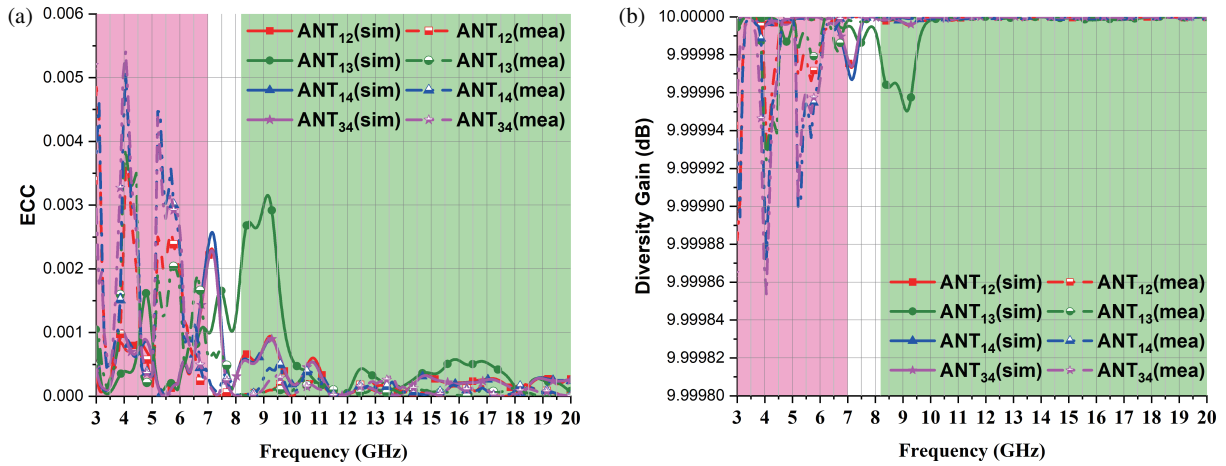 (a)
0.006
0.005
0.004
0.003
0.002
0.001
0.000
ECC
ANT12(sim) ANT12(mea)
ANT13(sim) ANT13(mea)
ANT14(sim) ANT14(mea)
ANT34(sim) ANT34(mea)
3 4 5 6 7 8 9 10 11 12 13 14 15 16 17 18 19 20
Frequency (GHz)
(b)
10.00000
9.99998
9.99996
9.99994
9.99992
9.99990
9.99988
9.99986
9.99984
9.99982
9.99980
Diversity Gain (dB)
ANT12(sim) ANT12(mea)
ANT13(sim) ANT13(mea)
ANT14(sim) ANT14(mea)
ANT34(sim) ANT34(mea)
3 4 5 6 7 8 9 10 11 12 13 14 15 16 17 18 19 20
Frequency (GHz)